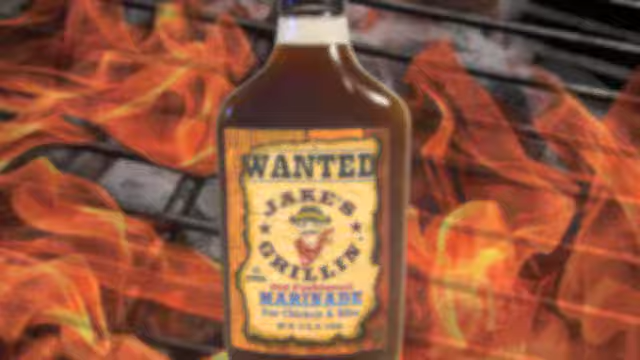 WANTED
JAKE'S
GRILLIN'
Old Fashioned
MARINADE
For Chicken & Ribs